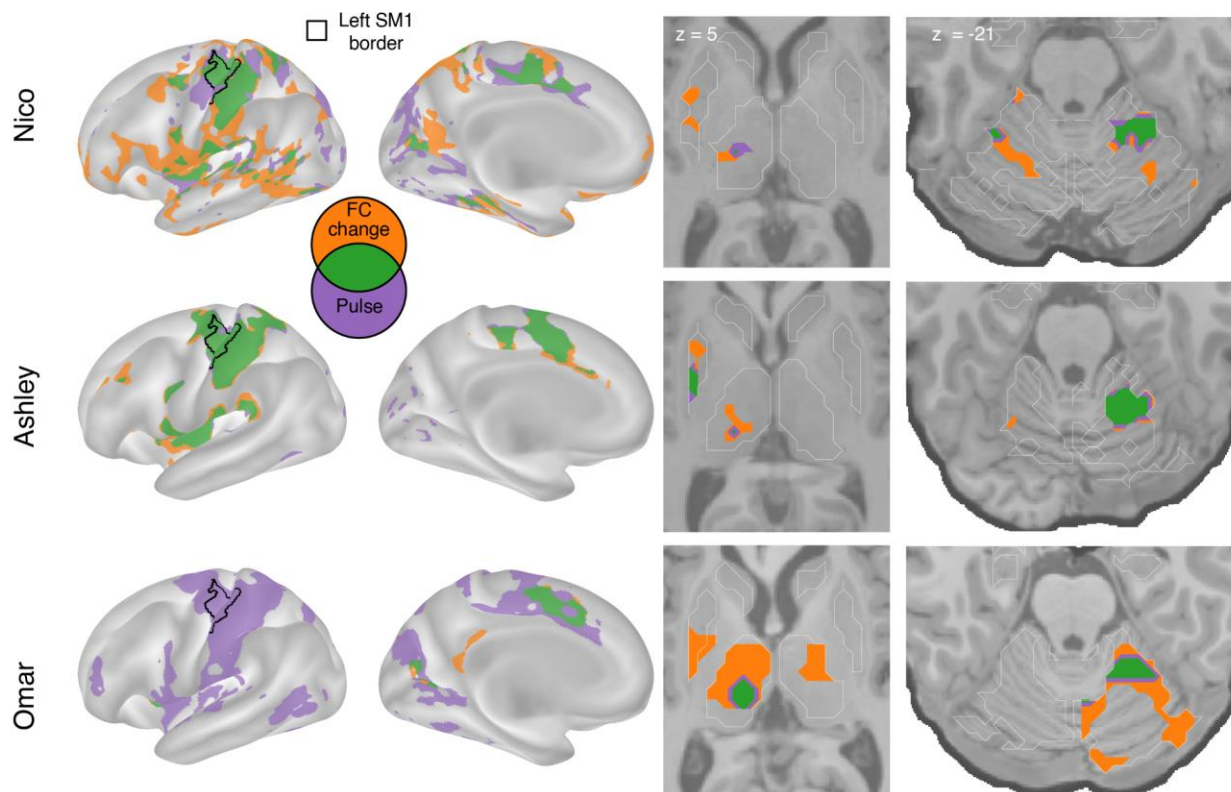 Nico
Left SM1
border
z = 5
z = -21
FC
change
Pulse
Ashley
Omar